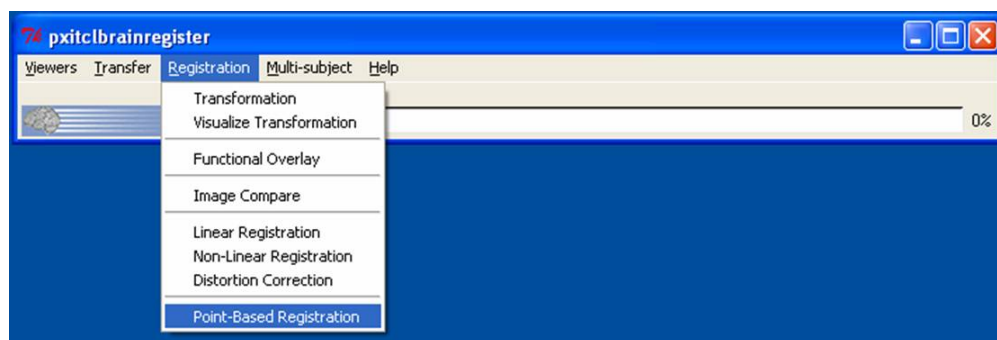 pxitclbrainregister
Viewers Transfer Registration Multi-subject Help
Transformation
Visualize Transformation
0%
Functional Overlay
Image Compare
Linear Registration
Non-Linear Registration
Distortion Correction
Point-Based Registration